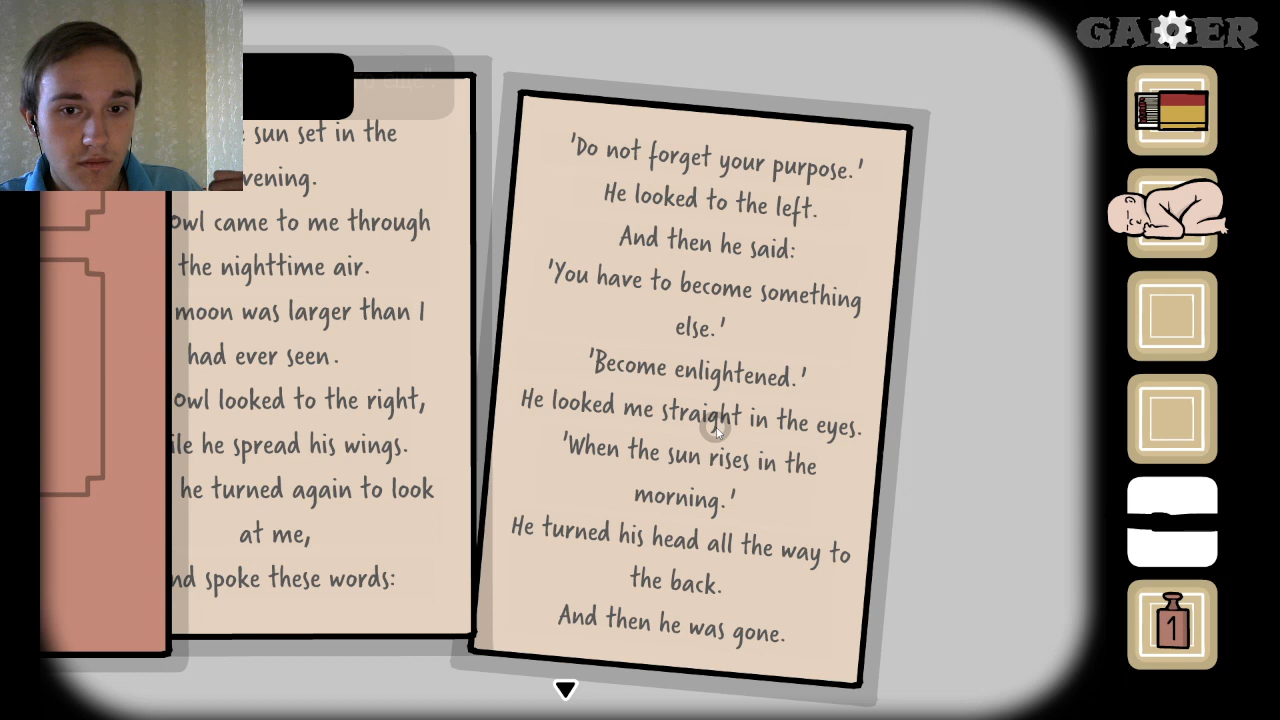 GAMER
sun set in the
vening.
owl came to me through
the nighttime air.
moon was larger than I
had ever seen.
owl looked to the right,
ile he spread his wings.
he turned again to look
at me,
nd spoke these words:
'Do not forget your purpose.'
He looked to the left.
And then he said:
'You have to become something
else.'
'Become enlightened.'
He looked me straight in the eyes.
'When the sun rises in the
morning.'
He turned his head all the way to
the back.
And then he was gone.
1